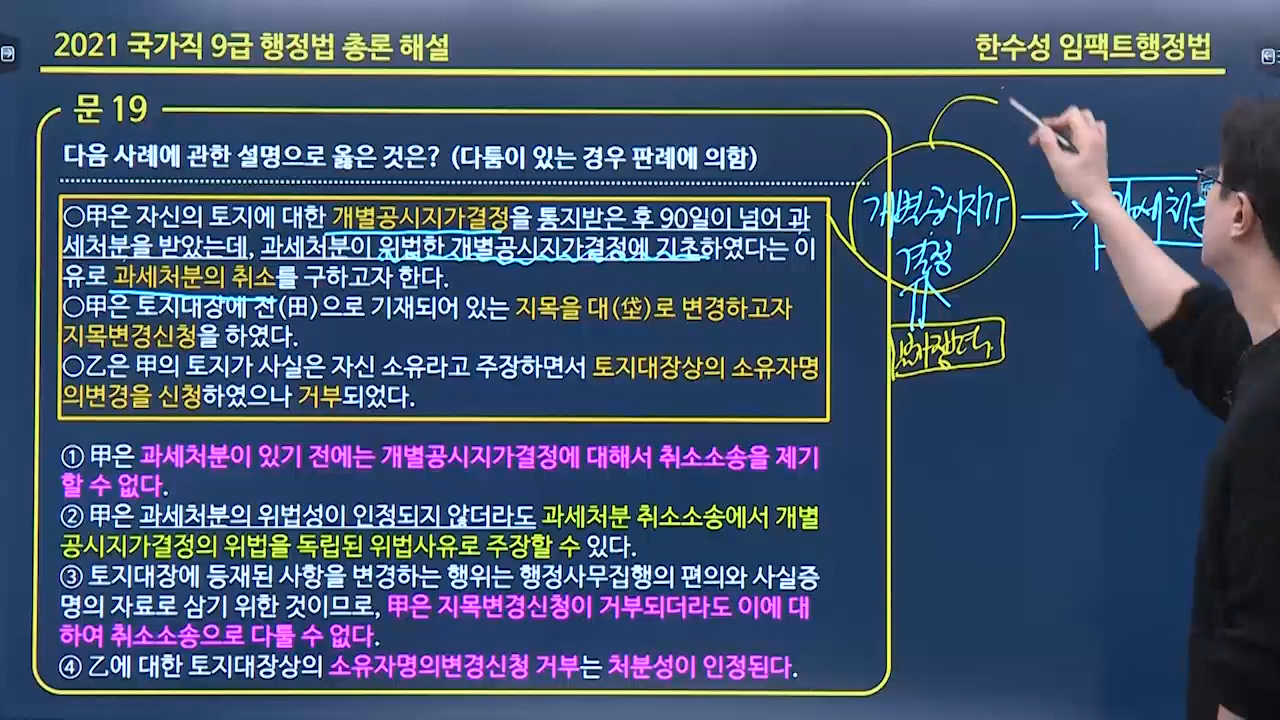 2021 국가직 9급 행정법 총론 해설
한수성 임팩트행정법
문 19
다음 사례에 관한 설명으로 옳은 것은? (다툼이 있는 경우 판례에 의함)
○甲은 자신의 토지에 대한 개별공시지가결정을 통지받은 후 90일이 넘어 과
세처분을 받았는데, 과세처분이 위법한 개별공시지가결정에 기초하였다는 이
유로 과세처분의 취소를 구하고자 한다.
○甲은 토지대장에 전(田)으로 기재되어 있는 지목을 대(垈)로 변경하고자
지목변경신청을 하였다.
○乙은 甲의 토지가 사실은 자신 소유라고 주장하면서 토지대장상의 소유자명
의변경을 신청하였으나 거부되었다.
① 甲은 과세처분이 있기 전에는 개별공시지가결정에 대해서 취소소송을 제기
할 수 없다.
② 甲은 과세처분의 위법성이 인정되지 않더라도 과세처분 취소소송에서 개별
공시지가결정의 위법을 독립된 위법사유로 주장할 수 있다.
③ 토지대장에 등재된 사항을 변경하는 행위는 행정사무집행의 편의와 사실증
명의 자료로 삼기 위한 것이므로, 甲은 지목변경신청이 거부되더라도 이에 대
하여 취소소송으로 다툴 수 없다.
④ 乙에 대한 토지대장상의 소유자명의변경신청 거부는 처분성이 인정된다.
개별공시지가
결정
불가쟁력
과세처분